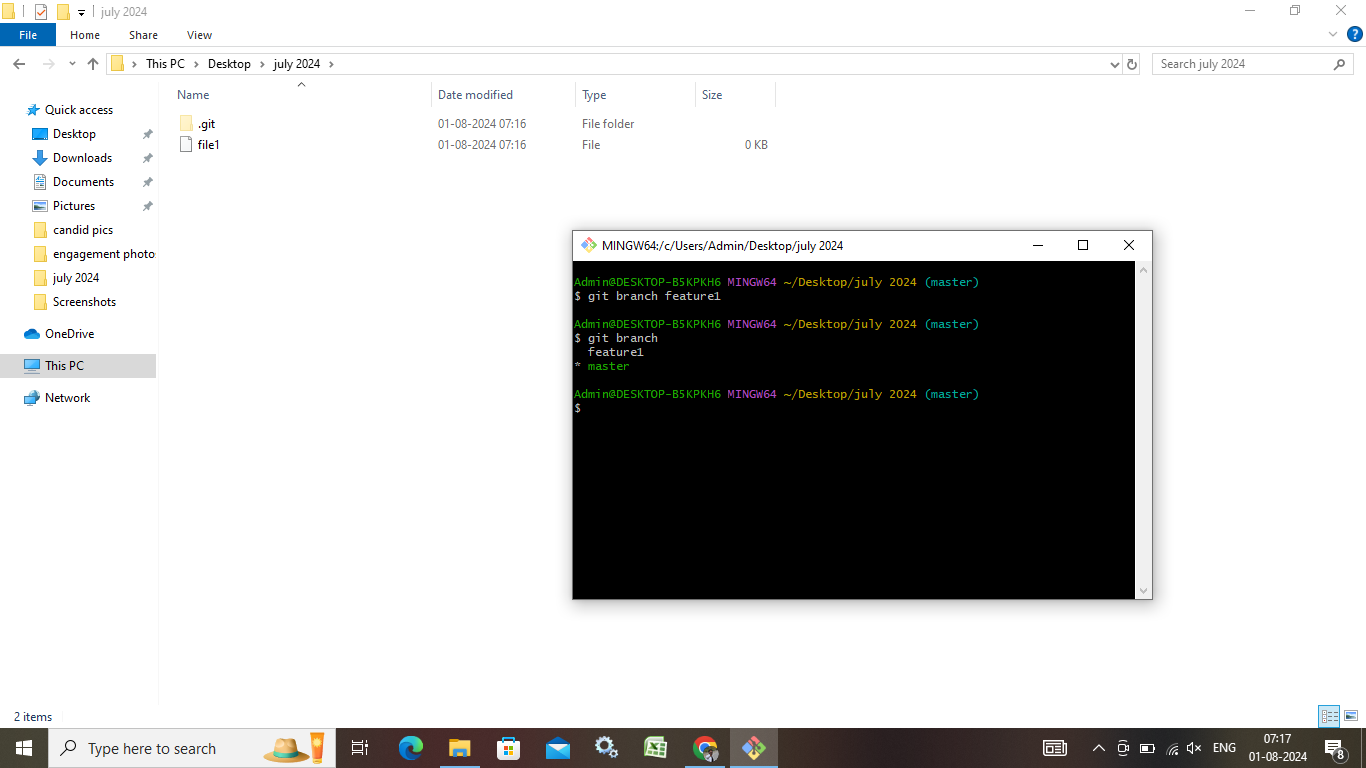 july 2024
File Home Share View
This PC Desktop july 2024
Search july 2024
Name Date modified Type Size
.git 01-08-2024 07:16 File folder
file1 01-08-2024 07:16 File 0 KB
Quick access
Desktop
Downloads
Documents
Pictures
candid pics
engagement photo
july 2024
Screenshots
OneDrive
This PC
Network
MINGW64:/c/Users/Admin/Desktop/july 2024
Admin@DESKTOP-B5KPKH6 MINGW64 ~/Desktop/july 2024 (master)
$ git branch feature1
Admin@DESKTOP-B5KPKH6 MINGW64 ~/Desktop/july 2024 (master)
$ git branch
feature1
* master
Admin@DESKTOP-B5KPKH6 MINGW64 ~/Desktop/july 2024 (master)
$
2 items
Type here to search
ENG
07:17
01-08-2024
8